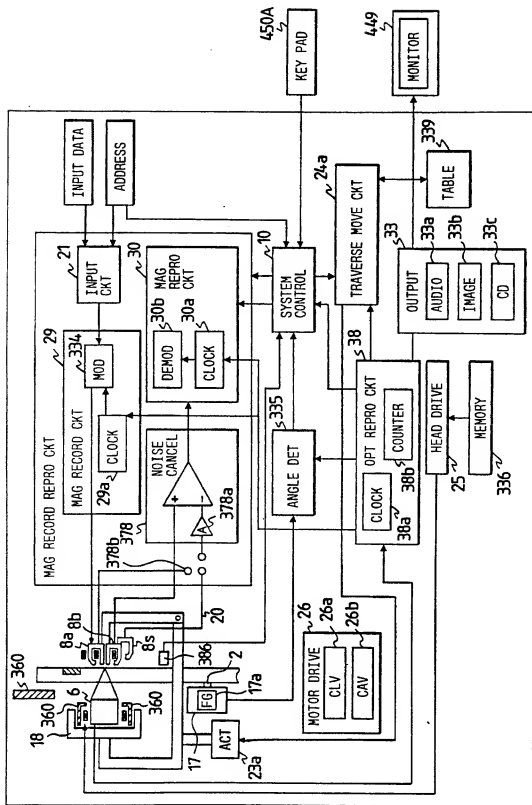 450A
KEY PAD
449
MONITOR
INPUT DATA
ADDRESS
21
INPUT CKT
30
MAG REPRO CKT
30b
DEMOD
30a
CLOCK
10
SYSTEM CONTROL
24a
TRAVERSE MOVE CKT
339
TABLE
33
OUTPUT
33a
AUDIO
33b
IMAGE
33c
CD
MAG RECORD REPRO CKT
29
MAG RECORD CKT
334
MOD
CLOCK
29a
NOISE CANCEL
+
−
378
A
378a
378b
20
335
ANGLE DET
38
OPT REPRO CKT
CLOCK
38a
COUNTER
38b
HEAD DRIVE
25
MEMORY
336
MOTOR DRIVE
26
CLV
26a
CAV
26b
8a
8b
8s
386
360
6
360
18
360
2
FG
17a
17
ACT
23a